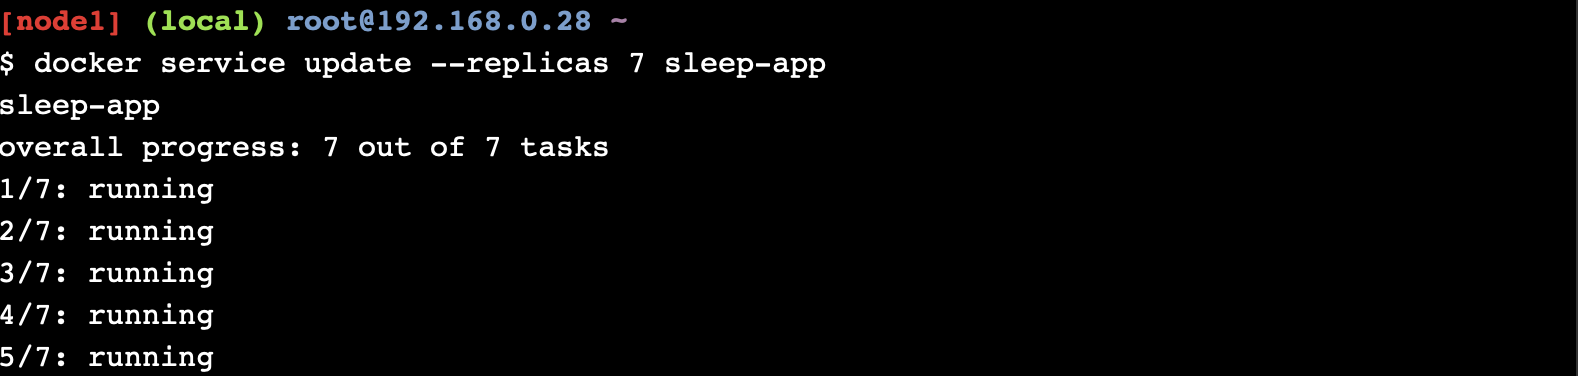 [node1] (local) root@192.168.0.28 ~
$ docker service update --replicas 7 sleep-app
sleep-app
overall progress: 7 out of 7 tasks
1/7: running
2/7: running
3/7: running
4/7: running
5/7: running